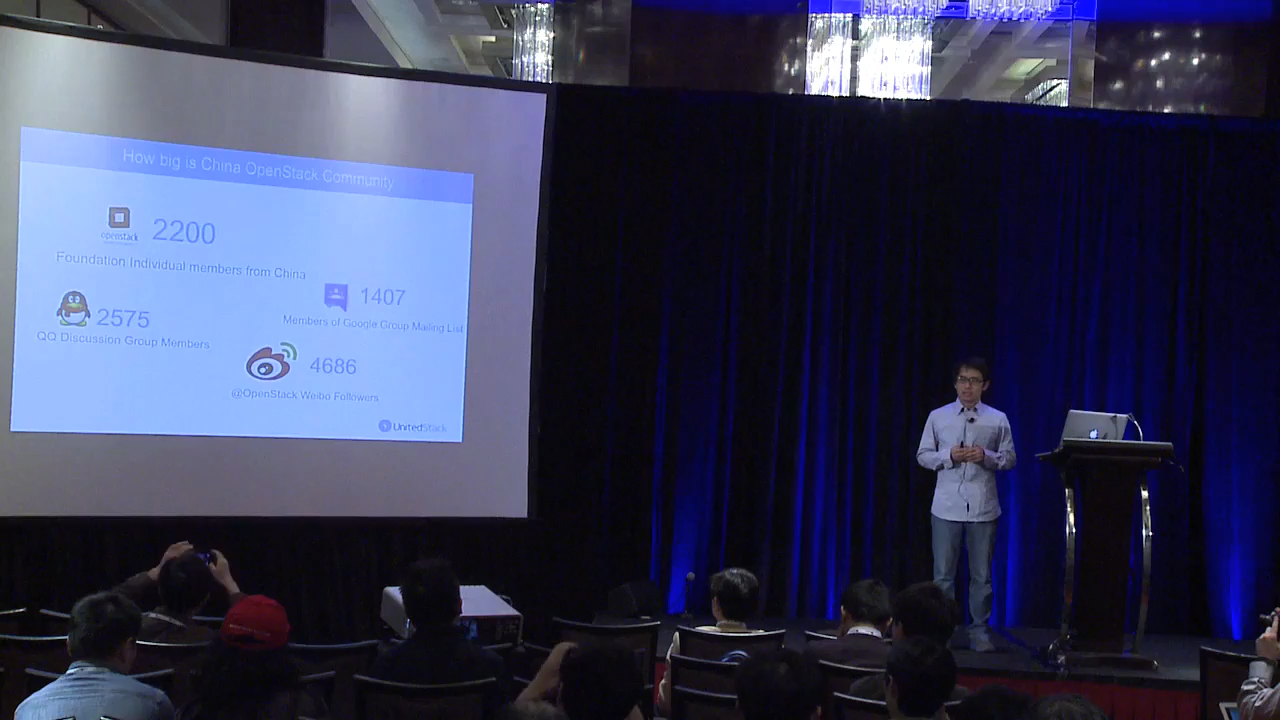 How big is China OpenStack Community
openstack
2200
Foundation Individual members from China
1407
Members of Google Group Mailing List
2575
QQ Discussion Group Members
4686
@OpenStack Weibo Followers
UnitedStack